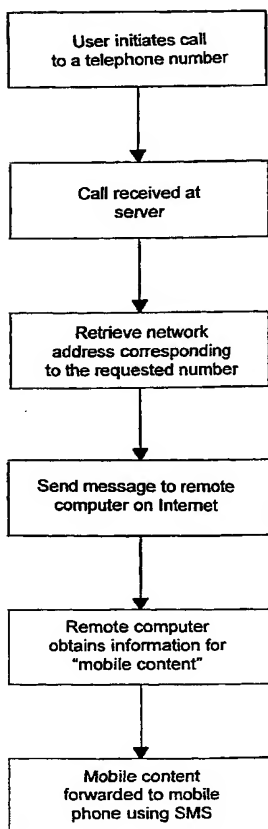 User initiates call
to a telephone number
Call received at
server
Retrieve network
address corresponding
to the requested number
Send message to remote
computer on Internet
Remote computer
obtains information for
"mobile content"
Mobile content
forwarded to mobile
phone using SMS